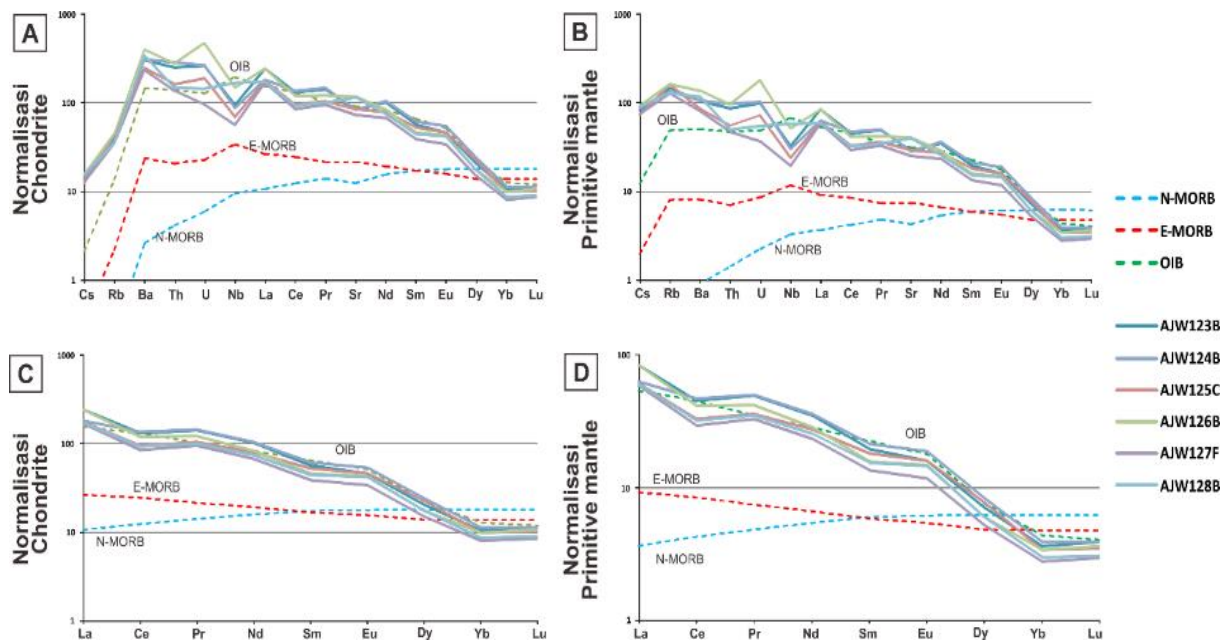 A
Normalisasi
Chondrite
1000
100
10
1
OIB
E-MORB
N-MORB
Cs Rb Ba Th U Nb La Ce Pr Sr Nd Sm Eu Dy Yb Lu
B
Normalisasi
Primitive mantle
1000
100
10
1
OIB
E-MORB
N-MORB
Cs Rb Ba Th U Nb La Ce Pr Sr Nd Sm Eu Dy Yb Lu
N-MORB
E-MORB
OIB
AJW123B
AJW124B
AJW125C
AJW126B
AJW127F
AJW128B
C
Normalisasi
Chondrite
1000
100
10
1
OIB
E-MORB
N-MORB
La Ce Pr Nd Sm Eu Dy Yb Lu
D
Normalisasi
Primitive mantle
100
10
1
OIB
E-MORB
N-MORB
La Ce Pr Nd Sm Eu Dy Yb Lu